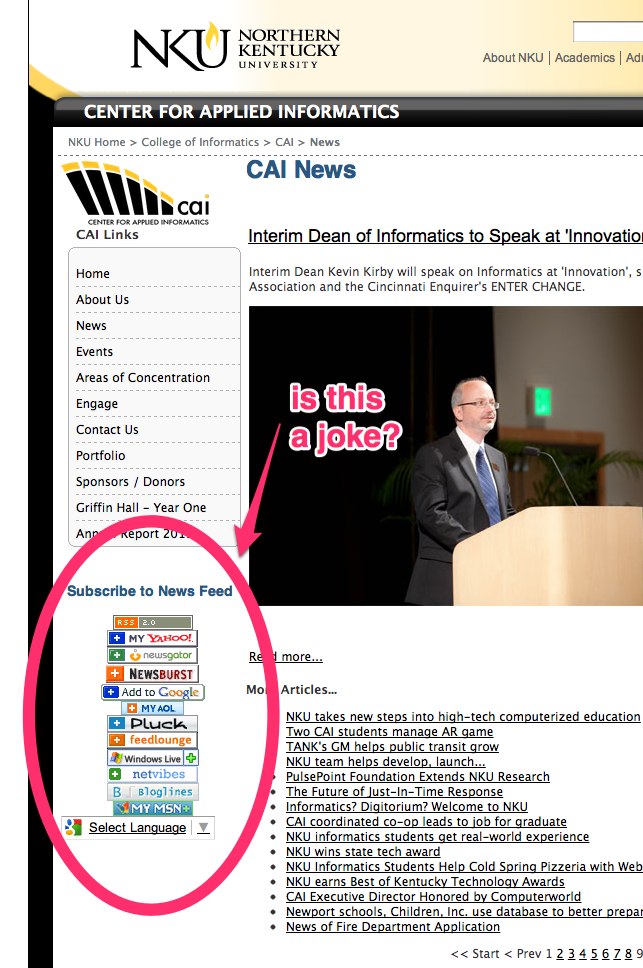 NKU NORTHERN
KENTUCKY
UNIVERSITY
About NKU | Academics |
CENTER FOR APPLIED INFORMATICS
NKU Home > College of Informatics > CAI > News
cai
CENTER FOR APPLIED INFORMATICS
CAI Links
Home
About Us
News
Events
Areas of Concentration
Engage
Contact Us
Portfolio
Sponsors / Donors
Griffin Hall – Year One
Report
Subscribe to News Feed
RSS 2.0
MY YAHOO!
newsgator
NEWSBURST
Add to Google
MY AOL
Pluck
feedlounge
Windows Live
netvibes
B Bloglines
MY MSN
Select Language ▼
CAI News
Interim Dean of Informatics to Speak at 'Innovatio
Interim Dean Kevin Kirby will speak on Informatics at 'Innovation', s
Association and the Cincinnati Enquirer's ENTER CHANGE.
is this
a joke?
Read more...
More Articles...
NKU takes new steps into high-tech computerized education
Two CAI students manage AR game
TANK's GM helps public transit grow
NKU team helps develop, launch...
PulsePoint Foundation Extends NKU Research
The Future of Just-In-Time Response
Informatics? Digitorium? Welcome to NKU
CAI coordinated co-op leads to job for graduate
NKU informatics students get real-world experience
NKU wins state tech award
NKU Informatics Students Help Cold Spring Pizzeria with Web
NKU earns Best of Kentucky Technology Awards
CAI Executive Director Honored by Computerworld
Newport schools, Children, Inc. use database to better prepar
News of Fire Department Application
<< Start < Prev 1 2 3 4 5 6 7 8 9